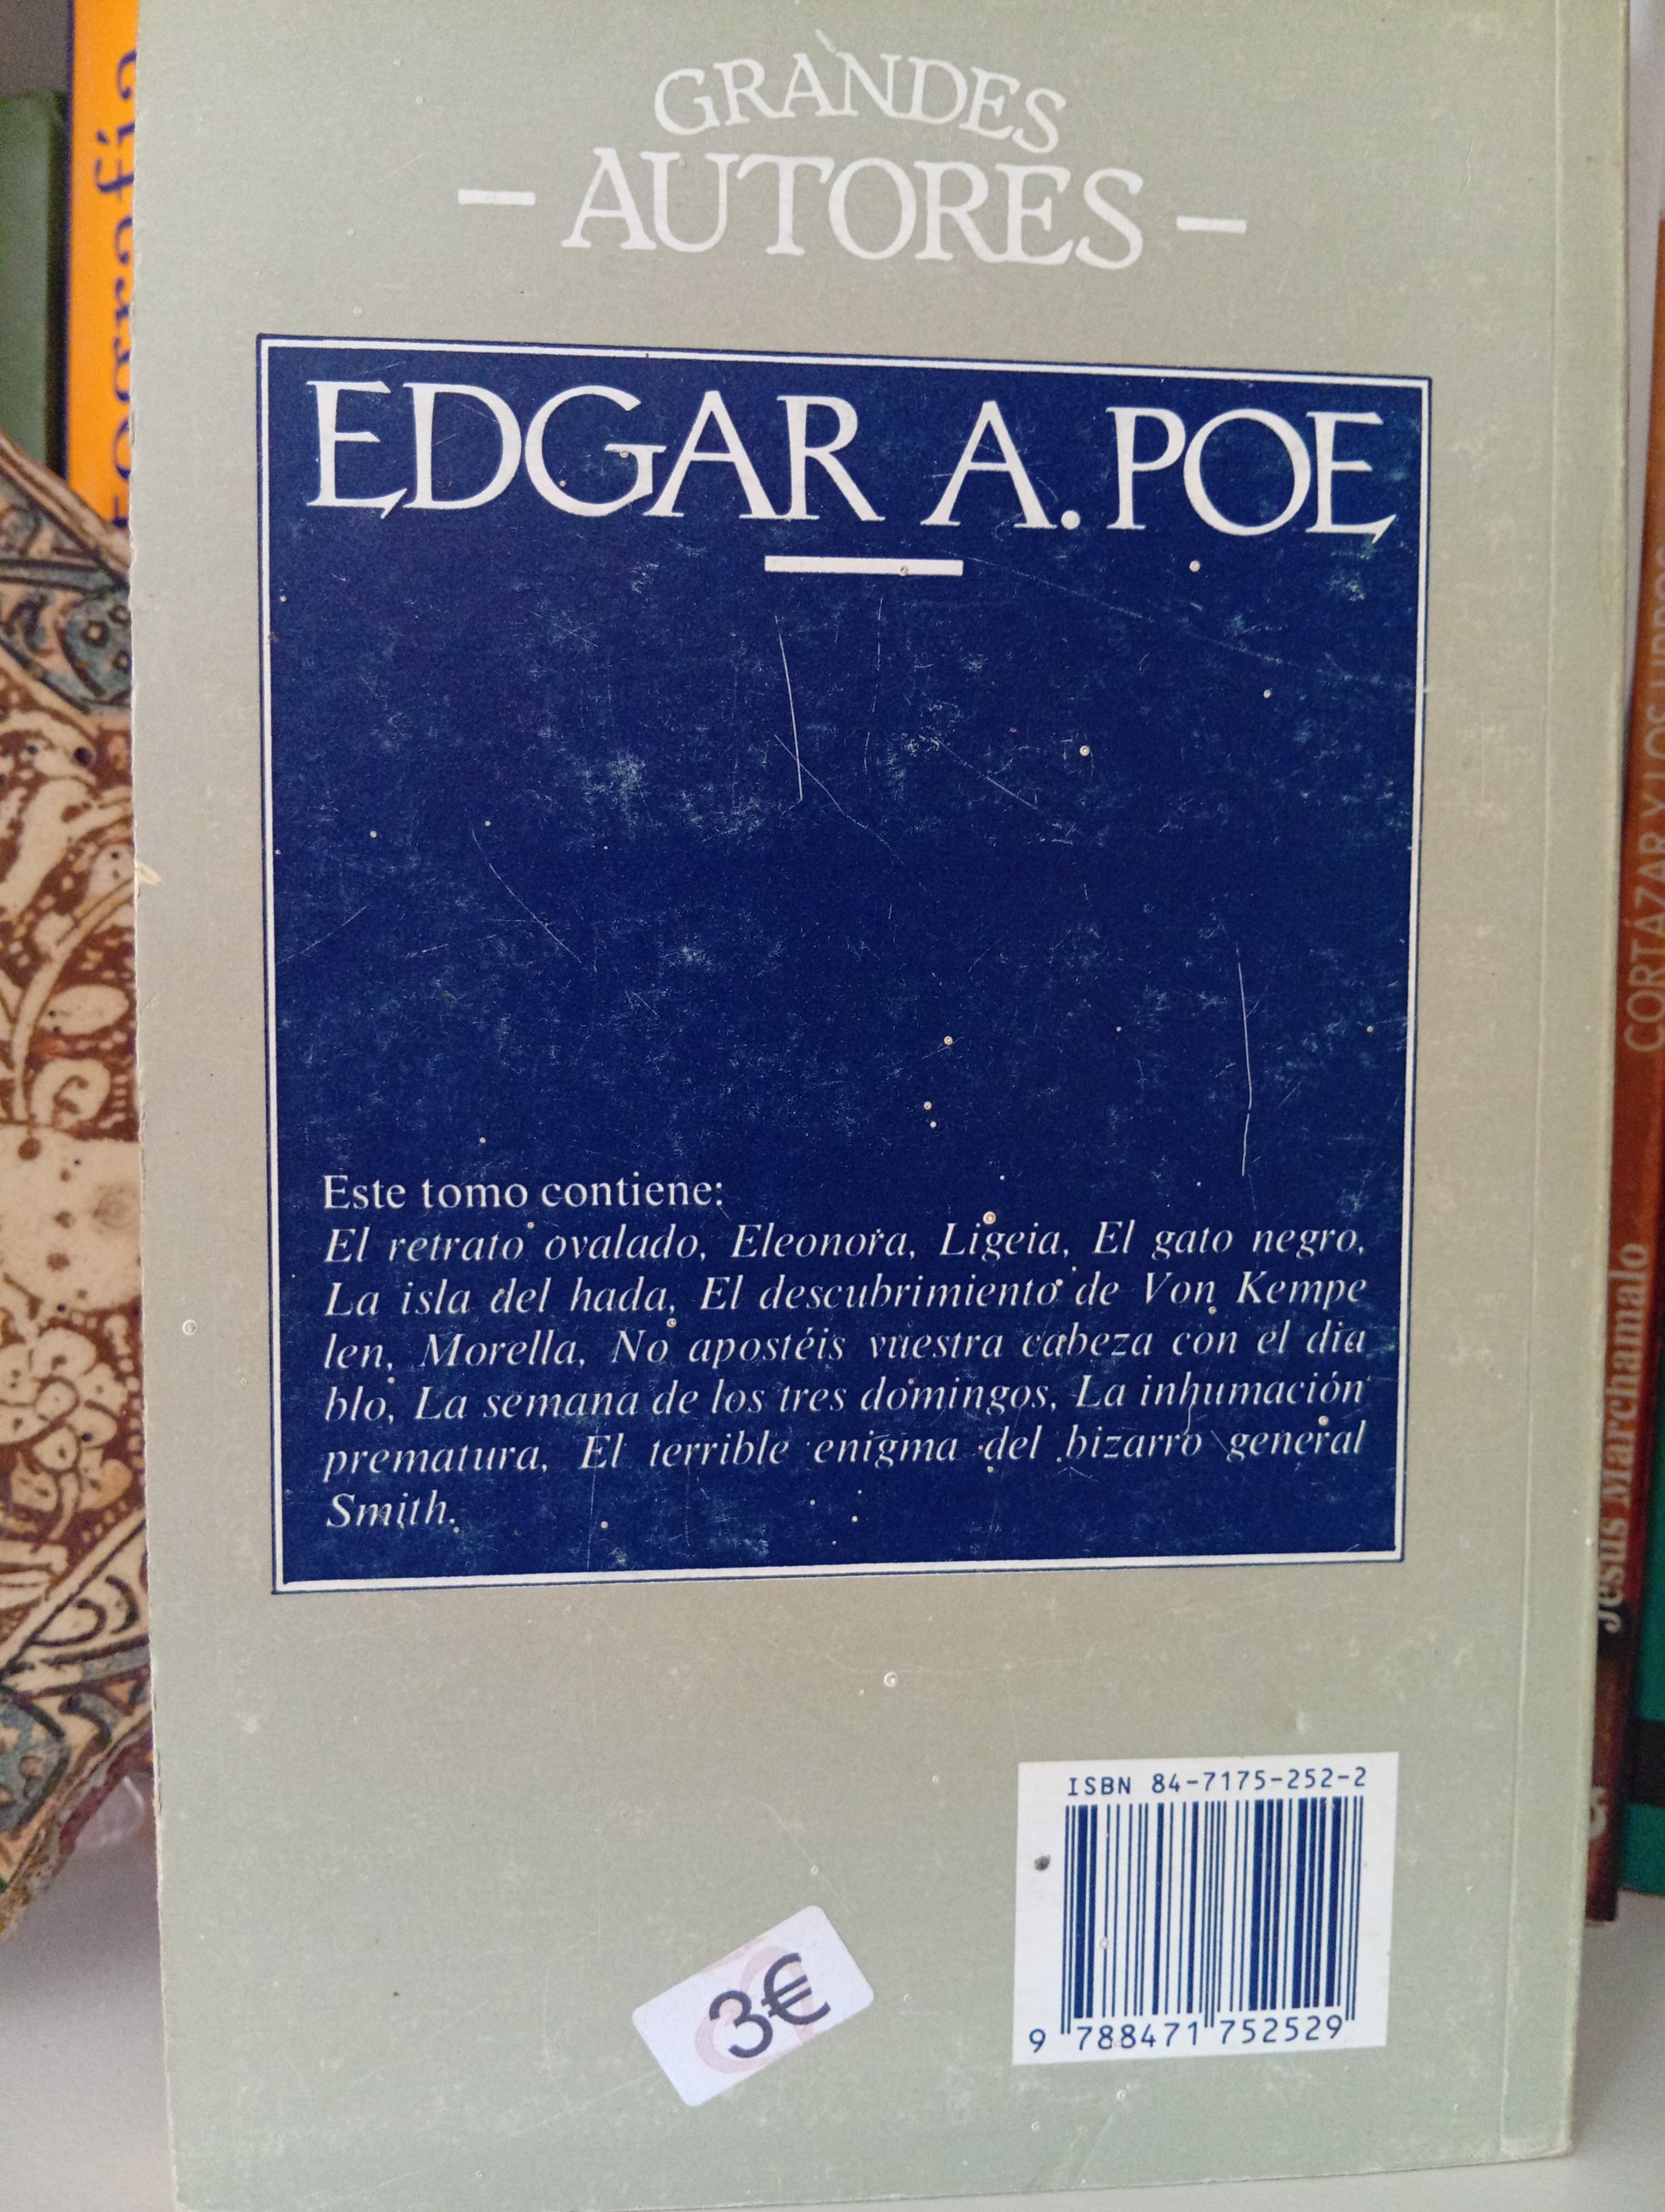 GRANDES
— AUTORES —
EDGAR A. POE
Este tomo contiene:
El retrato ovalado, Eleonora, Ligeia, El gato negro,
La isla del hada, El descubrimiento de Von Kempe
len, Morella, No apostéis vuestra cabeza con el dia
blo, La semana de los tres domingos, La inhumación
prematura, El terrible enigma del bizarro general
Smith.
ISBN 84-7175-252-2
9 788471 752529
3€
CORTÁZAR Y LOS LIBROS
Jesús Marchamalo